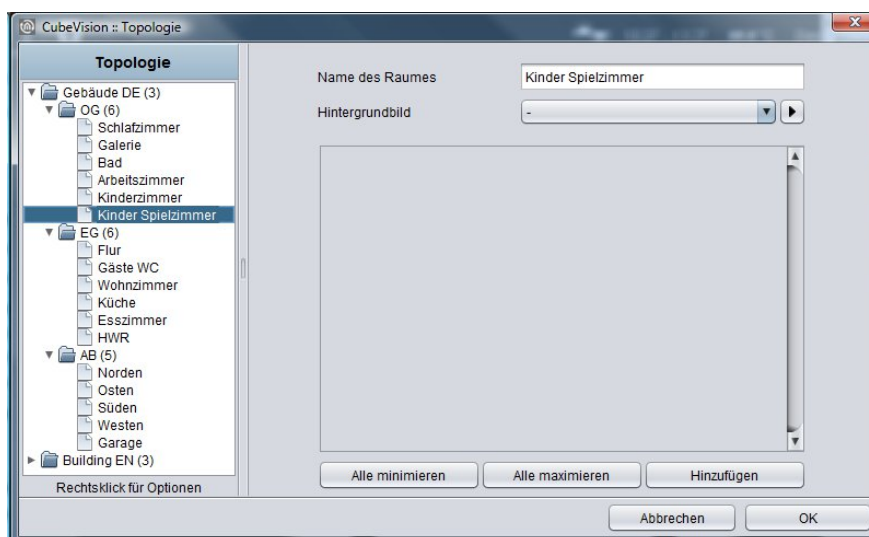 CubeVision :: Topologie
Topologie
Gebäude DE (3)
OG (6)
Schlafzimmer
Galerie
Bad
Arbeitszimmer
Kinderzimmer
Kinder Spielzimmer
EG (6)
Flur
Gäste WC
Wohnzimmer
Küche
Esszimmer
HWR
AB (5)
Norden
Osten
Süden
Westen
Garage
Building EN (3)
Rechtsklick für Optionen
Name des Raumes
Kinder Spielzimmer
Hintergrundbild
-
Alle minimieren
Alle maximieren
Hinzufügen
Abbrechen
OK